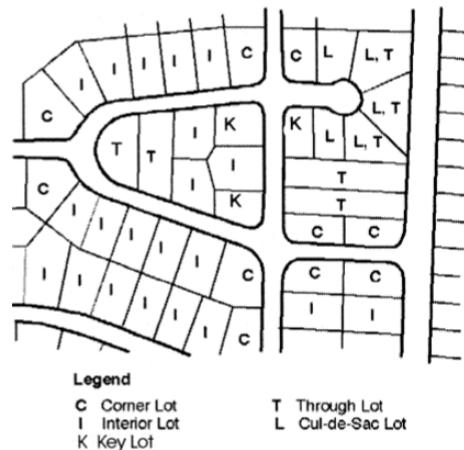 I I I I I C C L L, T
C L, T
I K K L L, T
T T I T
C I K T
I I I I I I C C
C C C
I I I I I I I I I
C
Legend
C Corner Lot
I Interior Lot
K Key Lot
T Through Lot
L Cul-de-Sac Lot